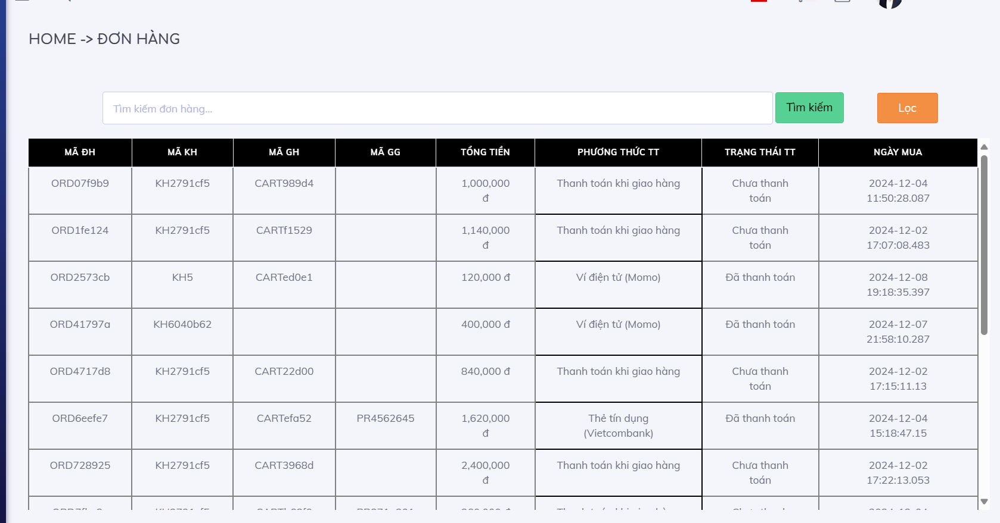 HOME -> ĐƠN HÀNG
Tìm kiếm đơn hàng... Tìm kiếm Lọc
MÃ ĐH MÃ KH MÃ GH MÃ GG TỔNG TIỀN PHƯƠNG THỨC TT TRẠNG THÁI TT NGÀY MUA
ORD07f9b9 KH2791cf5 CART989d4 1,000,000 Thanh toán khi giao hàng Chưa thanh 2024-12-04
đ toán 11:50:28.087
ORD1fe124 KH2791cf5 CARTf1529 1,140,000 Thanh toán khi giao hàng Chưa thanh 2024-12-02
đ toán 17:07:08.483
ORD2573cb KH5 CARTed0e1 120,000 đ Ví điện tử (Momo) Đã thanh toán 2024-12-08
19:18:35.397
ORD41797a KH6040b62 400,000 đ Ví điện tử (Momo) Đã thanh toán 2024-12-07
21:58:10.287
ORD4717d8 KH2791cf5 CART22d00 840,000 đ Thanh toán khi giao hàng Chưa thanh 2024-12-02
toán 17:15:11.13
ORD6eefe7 KH2791cf5 CARTefa52 PR4562645 1,620,000 Thẻ tín dụng Đã thanh toán 2024-12-04
đ (Vietcombank) 15:18:47.15
ORD728925 KH2791cf5 CART3968d 2,400,000 Thanh toán khi giao hàng Chưa thanh 2024-12-02
đ toán 17:22:13.053